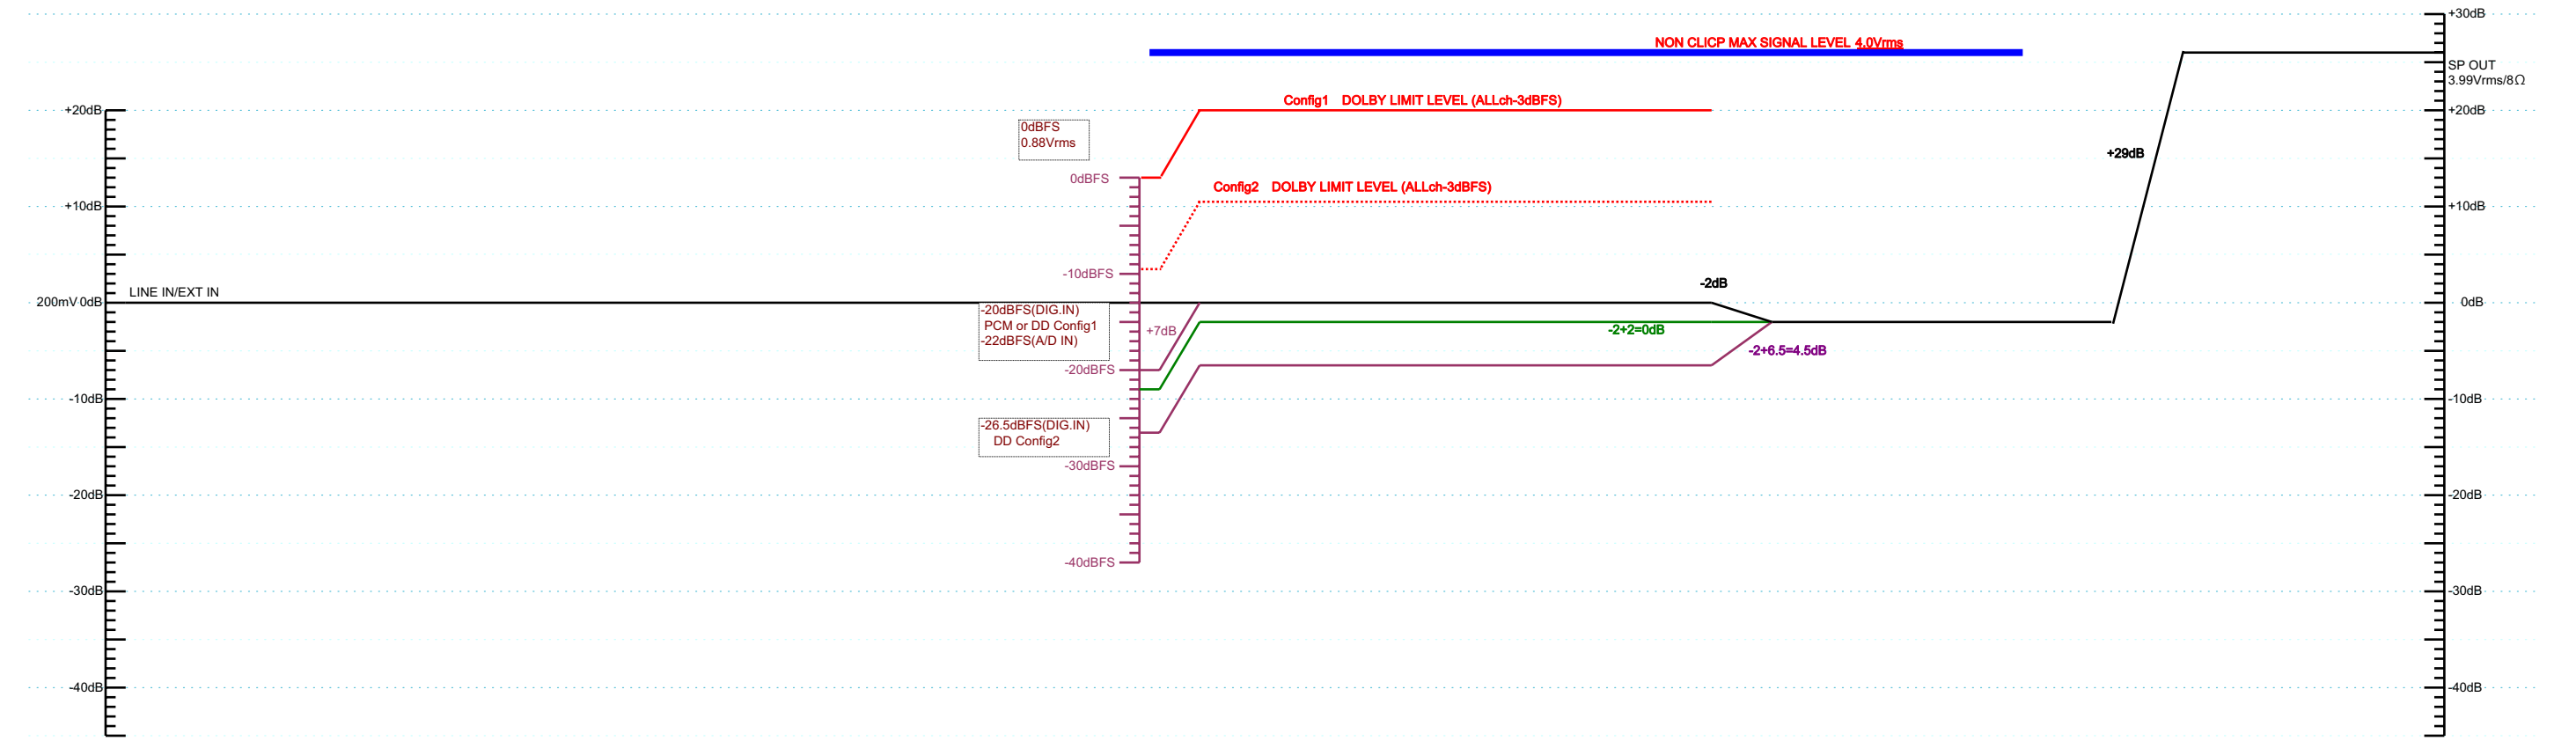 +30dB
NON CLICP MAX SIGNAL LEVEL 4.0Vrms
SP OUT
3.99Vrms/8Ω
+20dB
Config1 DOLBY LIMIT LEVEL (ALLch-3dBFS)
+20dB
0dBFS
0.88Vrms
+29dB
0dBFS
Config2 DOLBY LIMIT LEVEL (ALLch-3dBFS)
+10dB
+10dB
-10dBFS
-2dB
LINE IN/EXT IN
200mV 0dB
0dB
-20dBFS(DIG.IN)
PCM or DD Config1
-22dBFS(A/D IN)
+7dB
-2+2=0dB
-2+6.5=4.5dB
-20dBFS
-10dB
-10dB
-26.5dBFS(DIG.IN)
DD Config2
-30dBFS
-20dB
-20dB
-40dBFS
-30dB
-30dB
-40dB
-40dB